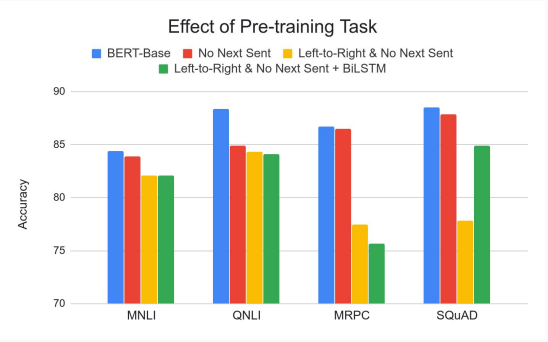 Effect of Pre-training Task
BERT-Base No Next Sent Left-to-Right & No Next Sent
Left-to-Right & No Next Sent + BiLSTM
90
85
80
75
70
Accuracy
MNLI QNLI MRPC SQuAD